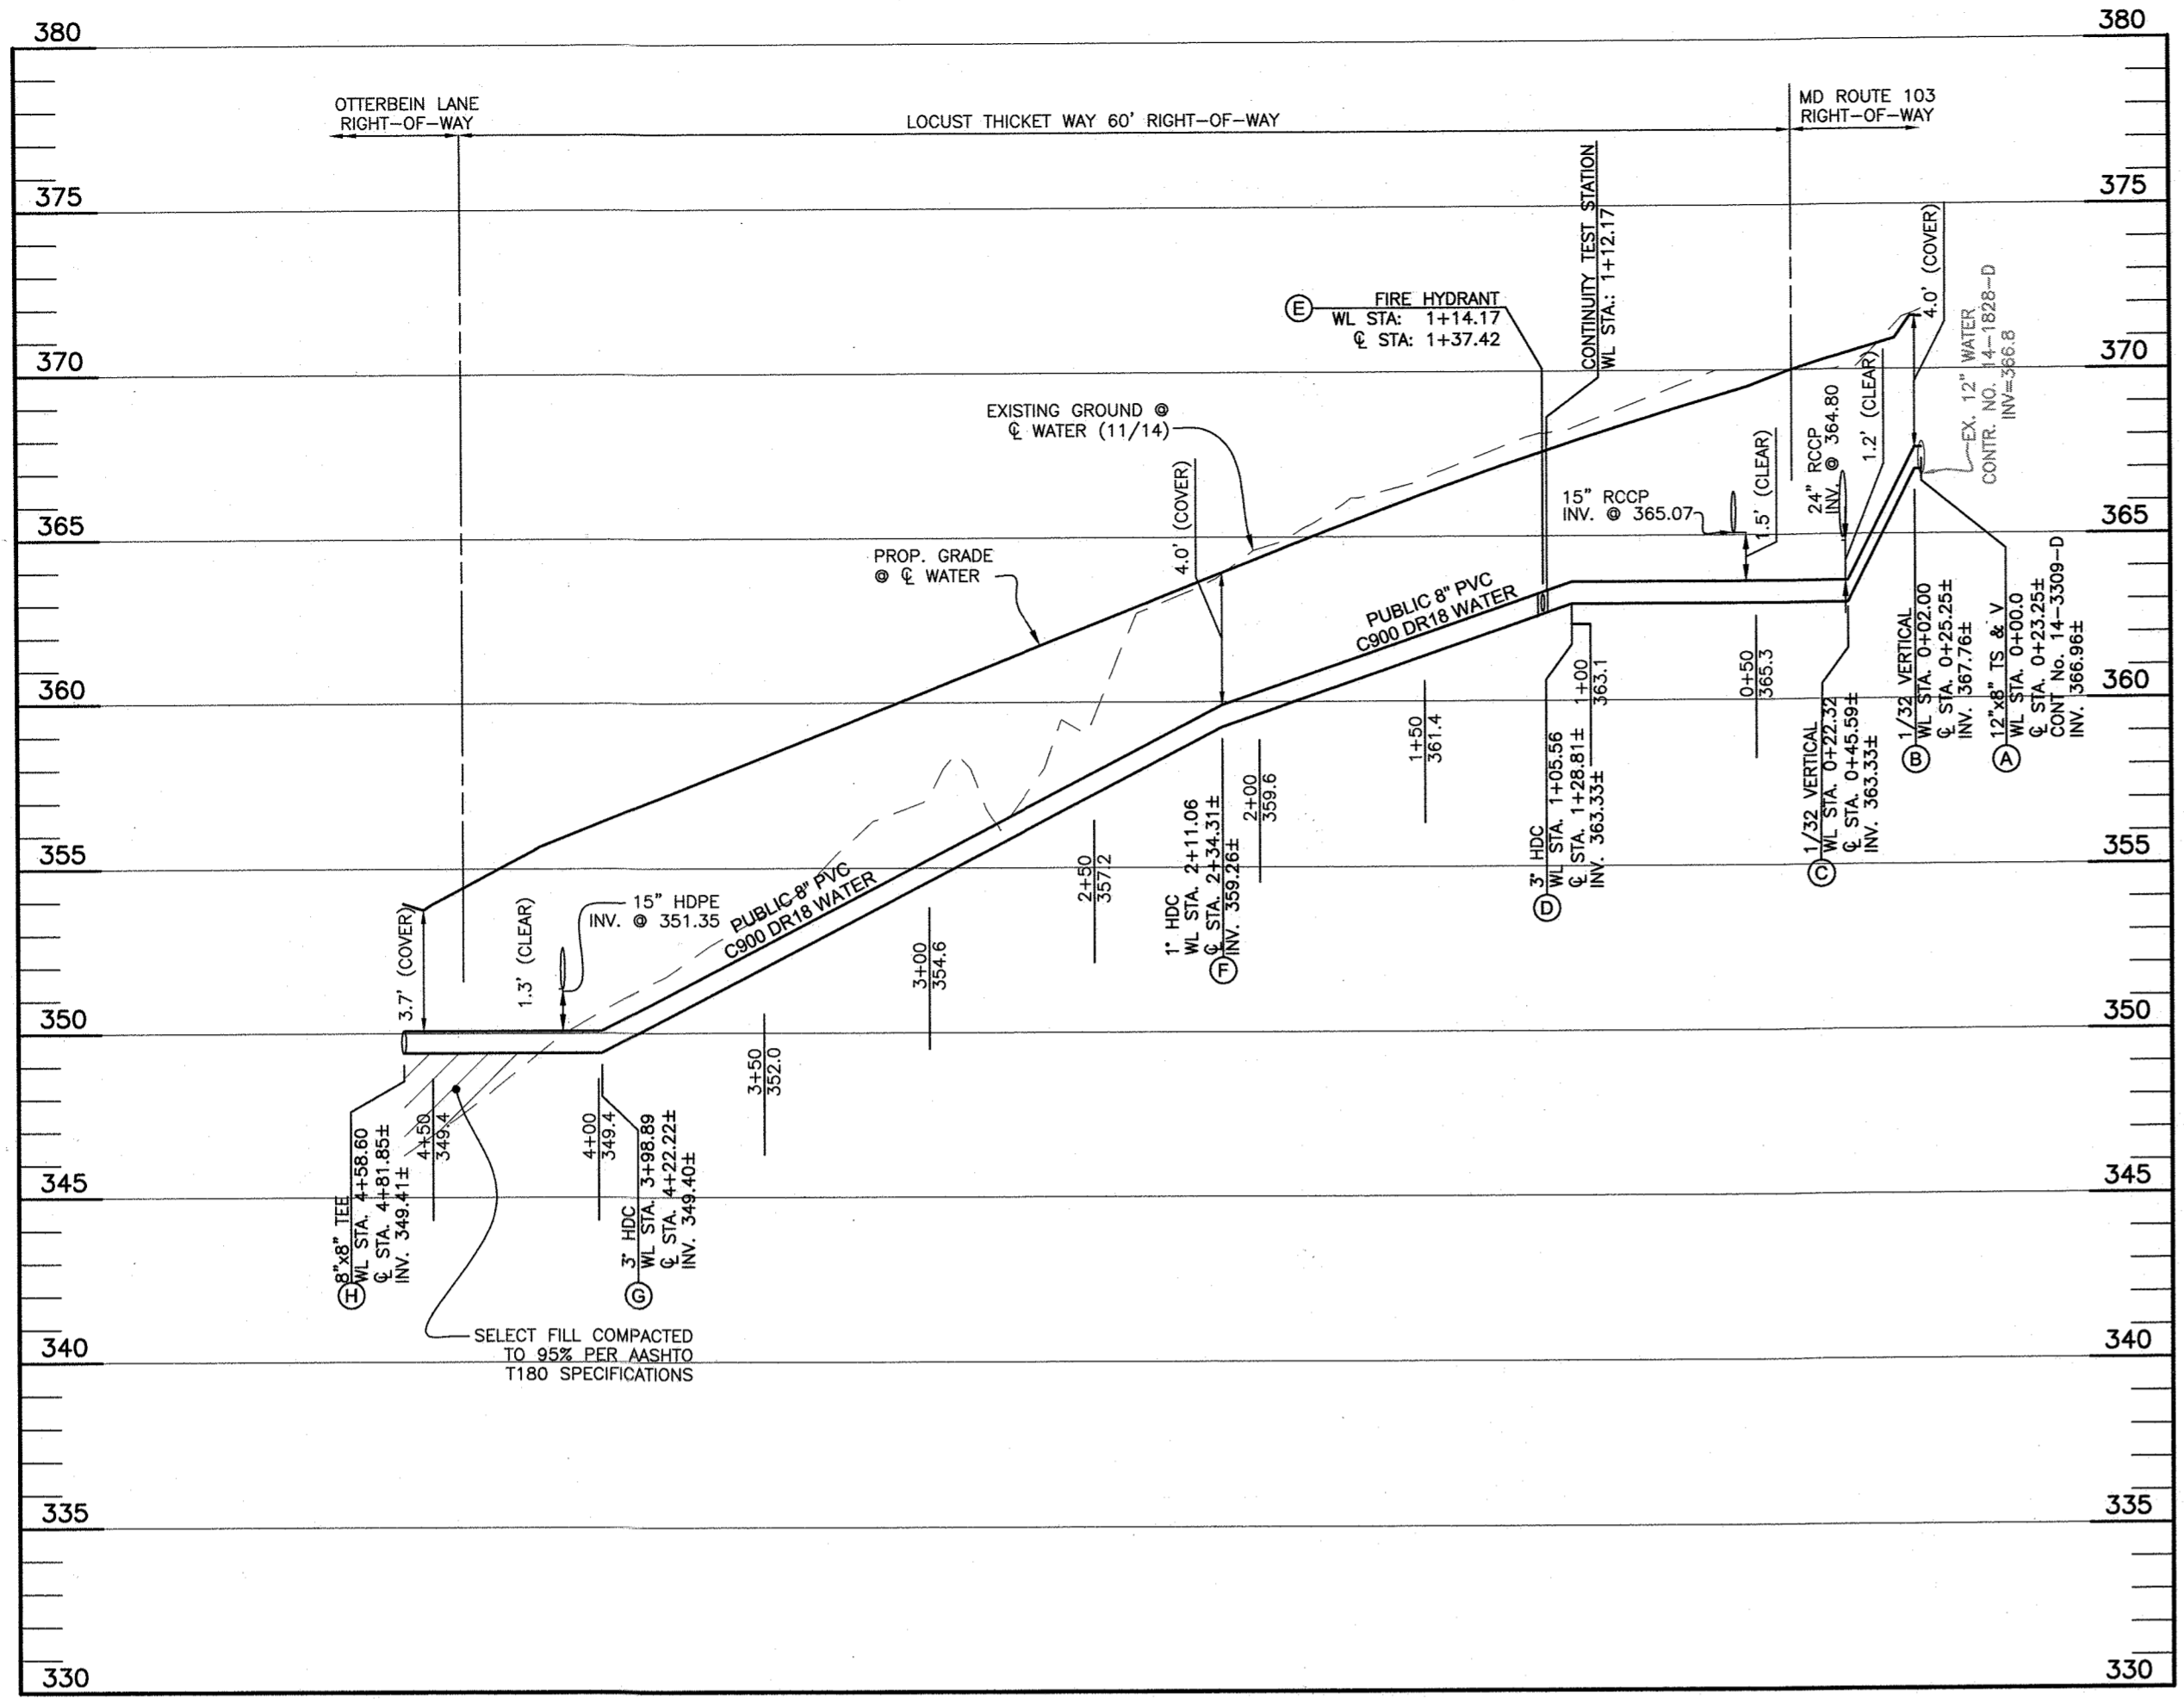 380
380
OTTERBEIN LANE
RIGHT-OF-WAY
LOCUST THICKET WAY 60' RIGHT-OF-WAY
MD ROUTE 103
RIGHT-OF-WAY
375
375
CONTINUITY TEST STATION
WL STA.: 1+12.17
4.0' (COVER)
EX. 12" WATER
CONTR. NO. 14-1828-D
INV=366.8
E
FIRE HYDRANT
WL STA: 1+14.17
℄ STA: 1+37.42
370
370
EXISTING GROUND @
℄ WATER (11/14)
24" RCCP
INV. @ 364.80
1.2' (CLEAR)
1.5' (CLEAR)
15" RCCP
INV. @ 365.07
4.0' (COVER)
365
365
PROP. GRADE
@ ℄ WATER
PUBLIC 8" PVC
C900 DR18 WATER
360
360
1+00
363.1
0+50
365.3
1+50
361.4
2+00
359.6
2+50
357.2
3+00
354.6
3+50
352.0
4+00
349.4
4+50
349.4
1/32 VERTICAL
WL STA. 0+02.00
℄ STA. 0+25.25±
INV. 367.76±
B
12"x8" TS & V
WL STA. 0+00.0
℄ STA. 0+23.25±
CONT No. 14-3309-D
INV. 366.96±
A
1/32 VERTICAL
WL STA. 0+22.32
℄ STA. 0+45.59±
INV. 363.33±
C
3° HDC
WL STA. 1+05.56
℄ STA. 1+28.81±
INV. 363.33±
D
1° HDC
WL STA. 2+11.06
℄ STA. 2+34.31±
INV. 359.26±
F
355
355
PUBLIC 8" PVC
C900 DR18 WATER
15" HDPE
INV. @ 351.35
3.7' (COVER)
1.3' (CLEAR)
350
350
8"x8" TEE
WL STA. 4+58.60
℄ STA. 4+81.85±
INV. 349.41±
H
3° HDC
WL STA. 3+98.89
℄ STA. 4+22.22±
INV. 349.40±
G
345
345
SELECT FILL COMPACTED
TO 95% PER AASHTO
T180 SPECIFICATIONS
340
340
335
335
330
330